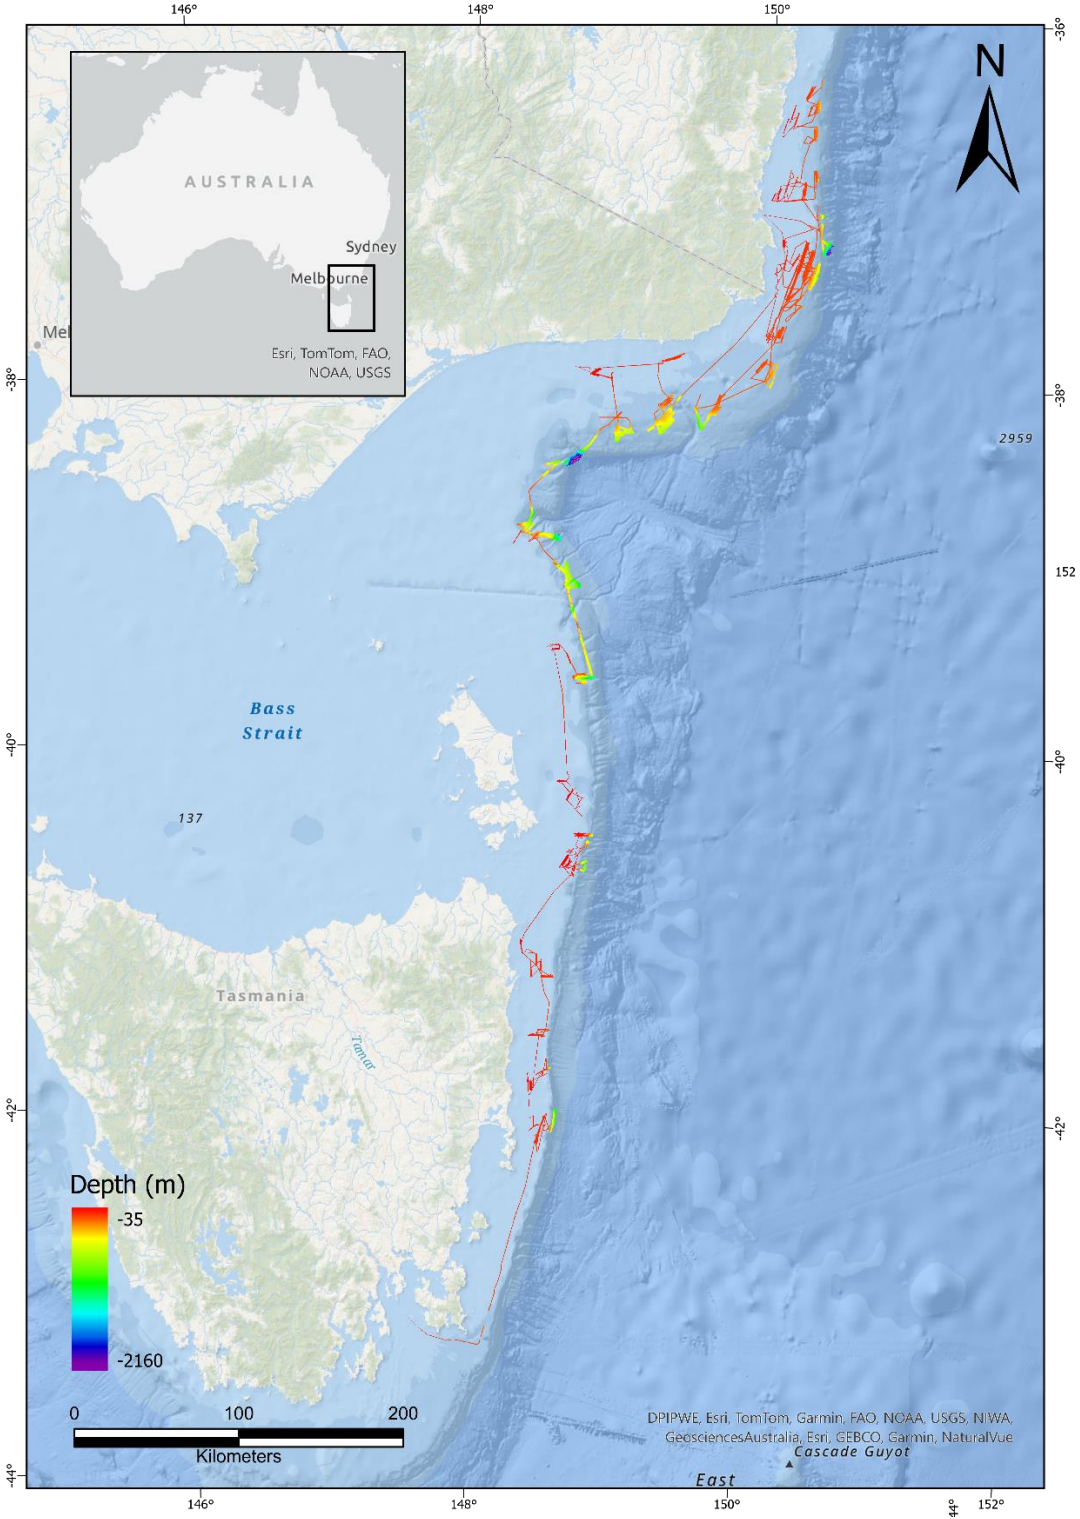 146°
148°
150°
-36°
N
AUSTRALIA
Sydney
Melbourne
Esri, TomTom, FAO,
NOAA, USGS
Mel
-38°
-38°
2959
152
Bass
Strait
-40°
-40°
137
Tasmania
Tamar
-42°
-42°
Depth (m)
-35
-2160
0
100
200
Kilometers
DPIPWE, Esri, TomTom, Garmin, FAO, NOAA, USGS, NIWA,
GeosciencesAustralia, Esri, GEBCO, Garmin, NaturalVue
Cascade Guyot
East
-44°
146°
148°
150°
44°
152°